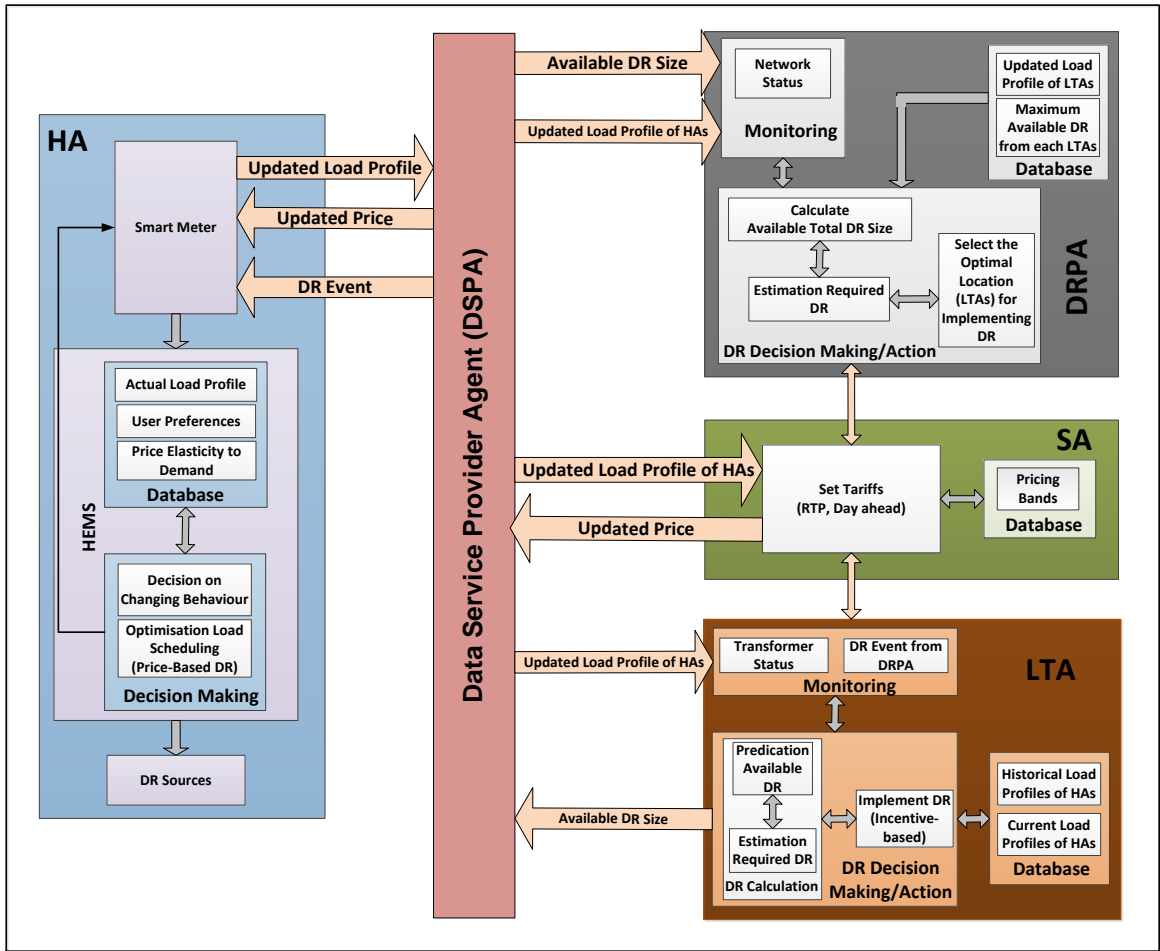 HA
Smart Meter
Updated Load Profile
Updated Price
DR Event
HEMS
Actual Load Profile
User Preferences
Price Elasticity to
Demand
Database
Decision on
Changing Behaviour
Optimisation Load
Scheduling
(Price-Based DR)
Decision Making
DR Sources
Data Service Provider Agent (DSPA)
Available DR Size
Updated Load Profile of HAs
Network
Status
Monitoring
Updated Load
Profile of LTAs
Maximum
Available DR
from each LTAs
Database
DRPA
Calculate
Available Total DR Size
Estimation Required
DR
Select the
Optimal
Location
(LTAs) for
Implementing
DR
DR Decision Making/Action
Updated Load Profile of HAs
Updated Price
SA
Set Tariffs
(RTP, Day ahead)
Pricing
Bands
Database
Updated Load Profile of HAs
Transformer
Status
DR Event from
DRPA
Monitoring
LTA
Available DR Size
Predication
Available
DR
Estimation
Required DR
DR Calculation
Implement DR
(Incentive-
based)
DR Decision
Making/Action
Historical Load
Profiles of HAs
Current Load
Profiles of HAs
Database